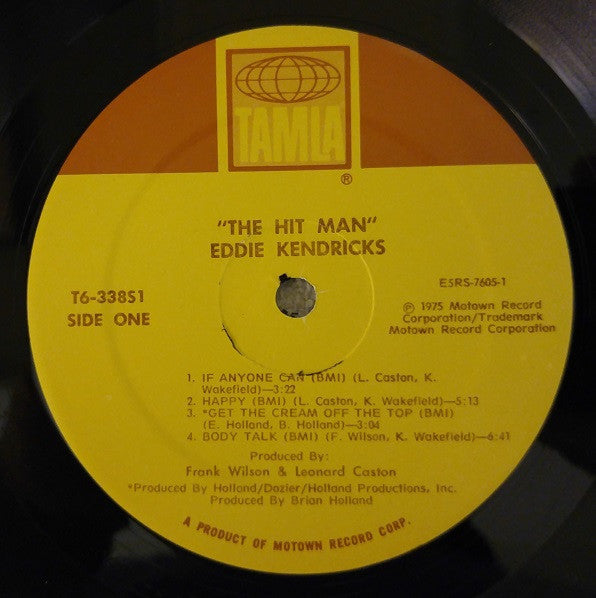 TAMLA
®
"THE HIT MAN"
EDDIE KENDRICKS
T6-338S1
SIDE ONE
ESRS-7605-1
℗ 1975 Motown Record
Corporation/Trademark
Motown Record Corporation
1. IF ANYONE CAN (BMI) (L. Caston, K.
Wakefield)—3:22
2. HAPPY (BMI) (L. Caston, K. Wakefield)—5:13
3. *GET THE CREAM OFF THE TOP (BMI)
(E. Holland, B. Holland)—3:04
4. BODY TALK (BMI) (F. Wilson, K. Wakefield)—6:41
Produced By:
Frank Wilson & Leonard Caston
*Produced By Holland/Dozier/Holland Productions, Inc.
Produced By Brian Holland
A PRODUCT OF MOTOWN RECORD CORP.